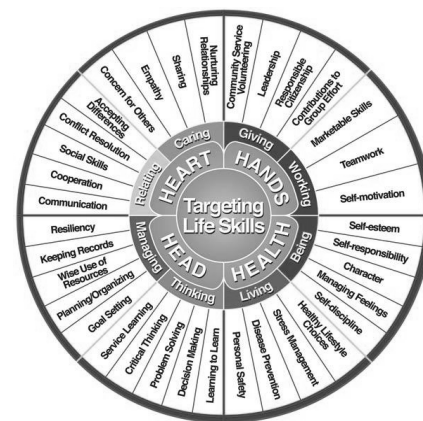 Targeting
Life Skills
HEART
HANDS
HEALTH
HEAD
Caring
Giving
Working
Being
Living
Thinking
Managing
Relating
Nurturing
Relationships
Sharing
Empathy
Concern for Others
Accepting
Differences
Conflict Resolution
Social Skills
Cooperation
Communication
Community Service
Volunteering
Leadership
Responsible
Citizenship
Contributions to
Group Effort
Marketable Skills
Teamwork
Self-motivation
Self-esteem
Self-responsibility
Character
Managing Feelings
Self-discipline
Healthy Lifestyle
Choices
Stress Management
Disease Prevention
Personal Safety
Learning to Learn
Decision Making
Problem Solving
Critical Thinking
Service Learning
Goal Setting
Planning/Organizing
Wise Use of
Resources
Keeping Records
Resiliency